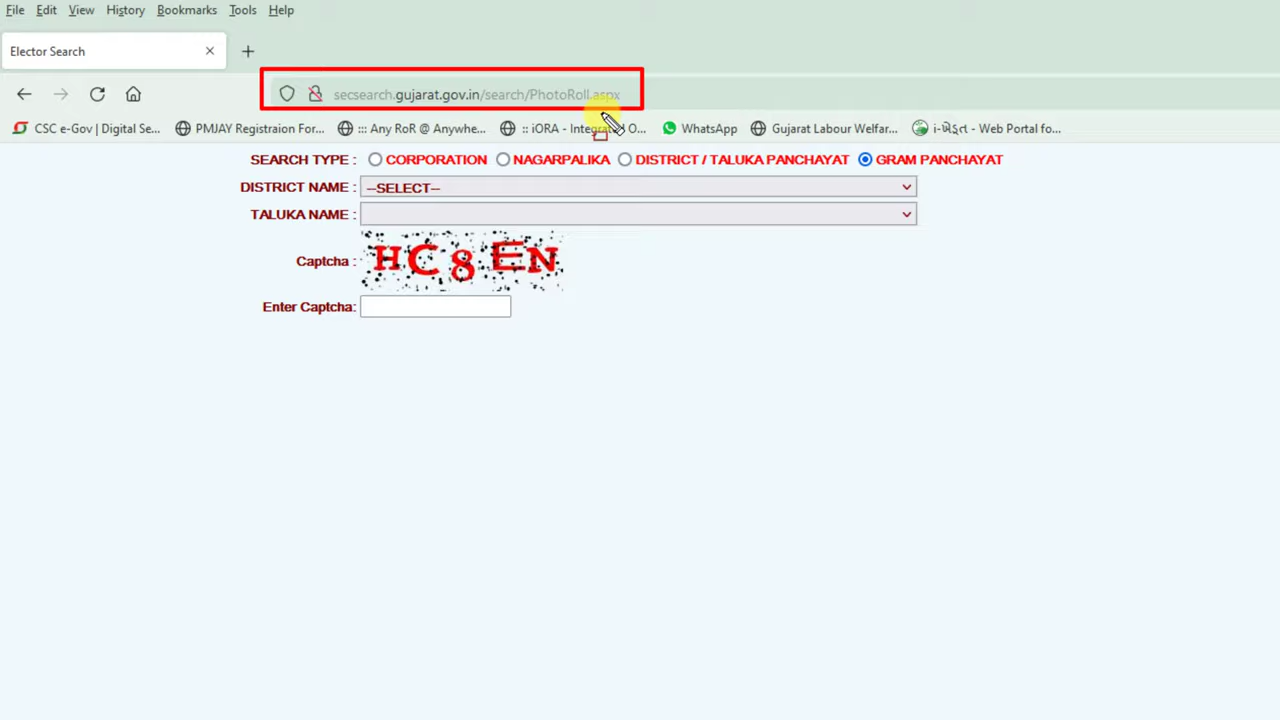 File Edit View History Bookmarks Tools Help
Elector Search
secsearch.gujarat.gov.in/search/PhotoRoll.aspx
CSC e-Gov | Digital Se... PMJAY Registraion For... ::: Any RoR @ Anywhe... :: iORA - Integrated O... WhatsApp Gujarat Labour Welfar... i-ખેડૂત - Web Portal fo...
SEARCH TYPE : CORPORATION NAGARPALIKA DISTRICT / TALUKA PANCHAYAT GRAM PANCHAYAT
DISTRICT NAME : --SELECT--
TALUKA NAME :
Captcha : HC8EN
Enter Captcha: